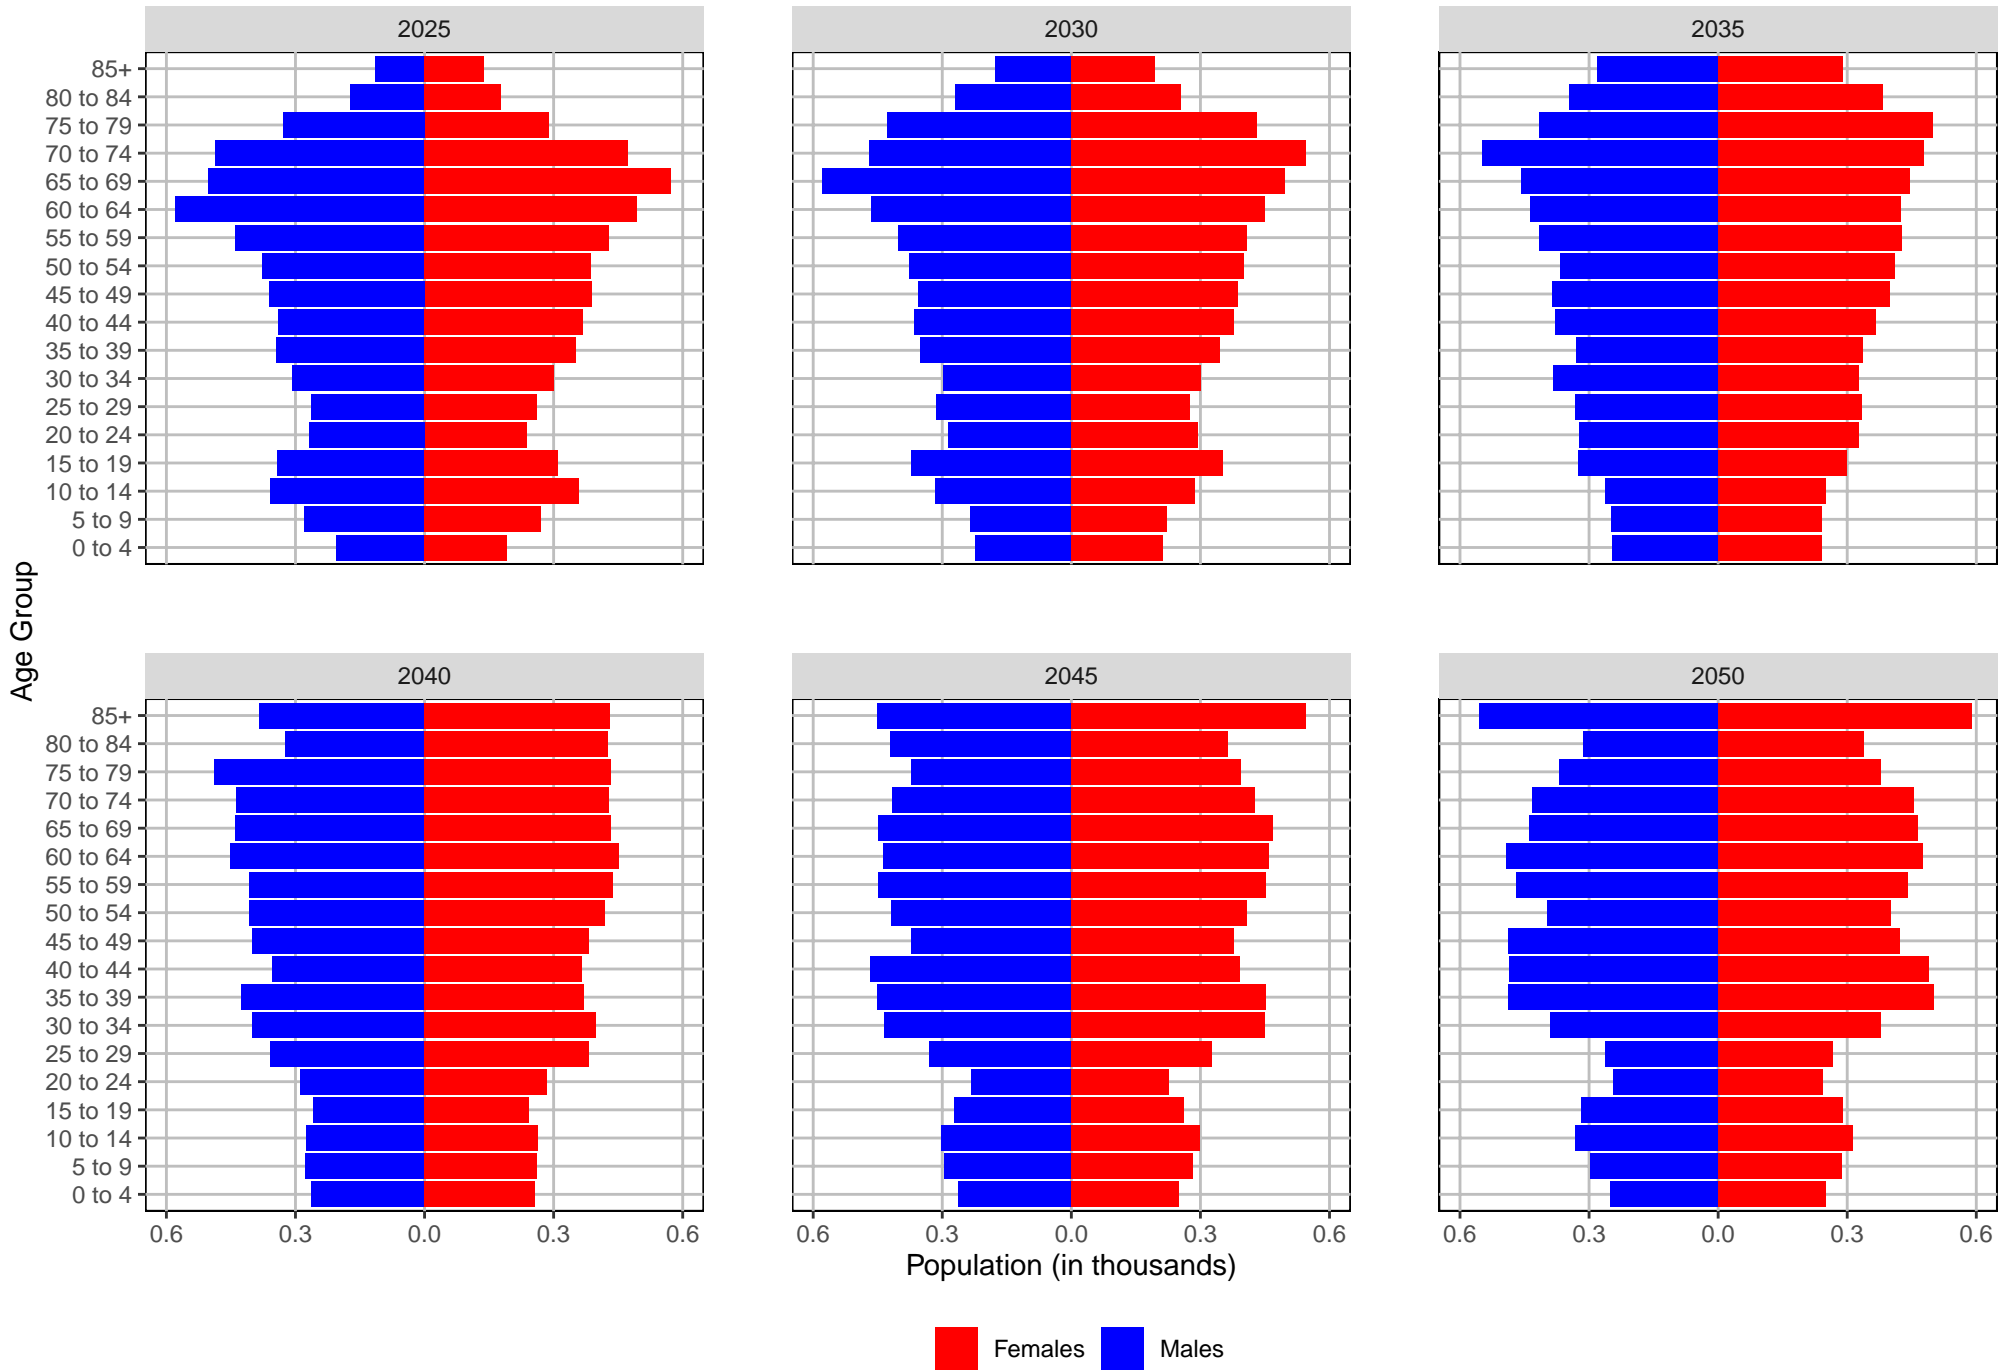 2025
2030
2035
85+
80 to 84
75 to 79
70 to 74
65 to 69
60 to 64
55 to 59
50 to 54
45 to 49
40 to 44
35 to 39
30 to 34
25 to 29
20 to 24
15 to 19
10 to 14
5 to 9
0 to 4
Age Group
2040
2045
2050
85+
80 to 84
75 to 79
70 to 74
65 to 69
60 to 64
55 to 59
50 to 54
45 to 49
40 to 44
35 to 39
30 to 34
25 to 29
20 to 24
15 to 19
10 to 14
5 to 9
0 to 4
0.6 0.3 0.0 0.3 0.6
0.6 0.3 0.0 0.3 0.6
0.6 0.3 0.0 0.3 0.6
Population (in thousands)
Females Males